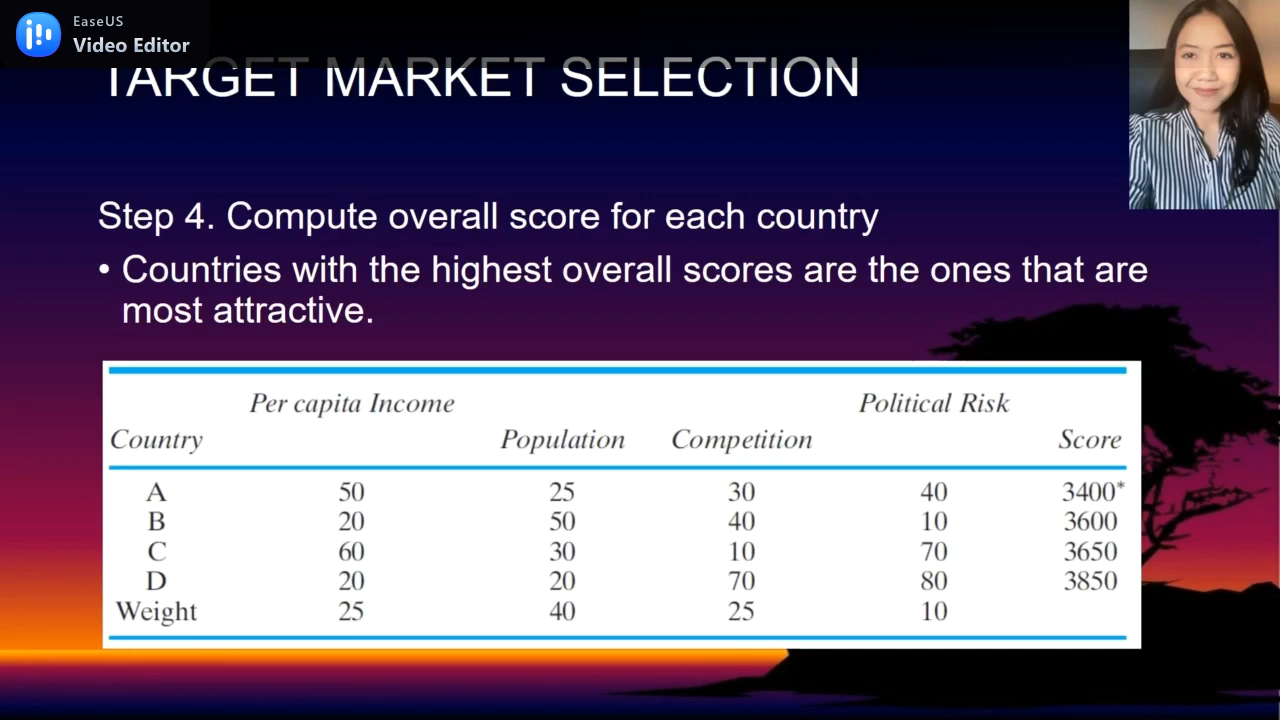 EaseUS
Video Editor
TARGET MARKET SELECTION
Step 4. Compute overall score for each country
• Countries with the highest overall scores are the ones that are
most attractive.
Per capita Income Political Risk
Country Population Competition Score
A 50 25 30 40 3400*
B 20 50 40 10 3600
C 60 30 10 70 3650
D 20 20 70 80 3850
Weight 25 40 25 10